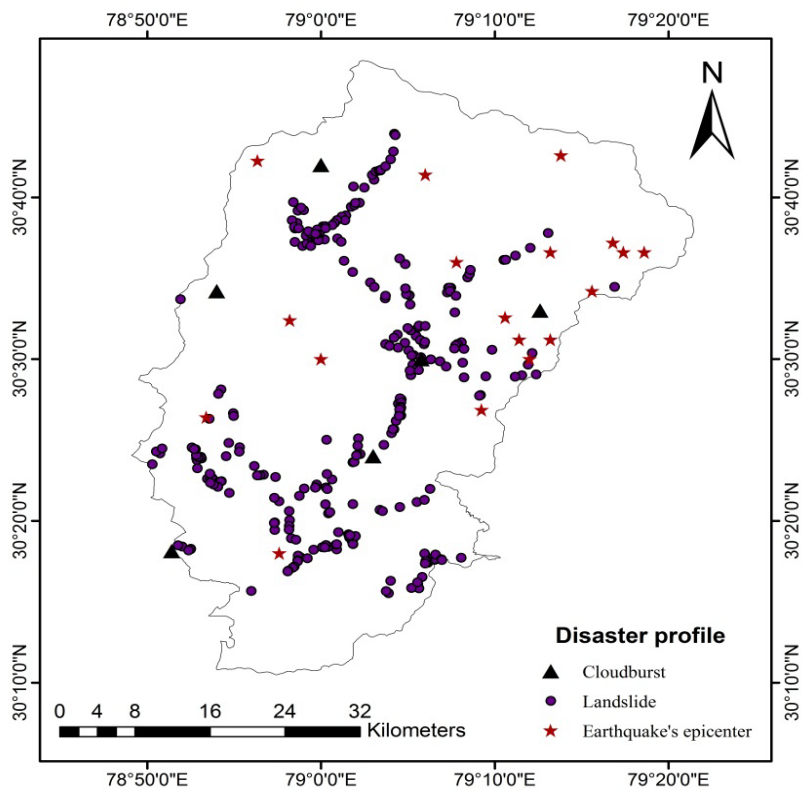 78°50'0"E 79°0'0"E 79°10'0"E 79°20'0"E
N
30°40'0"N 30°40'0"N
30°30'0"N 30°30'0"N
30°20'0"N 30°20'0"N
30°10'0"N 30°10'0"N
Disaster profile
Cloudburst
Landslide
Earthquake's epicenter
0 4 8 16 24 32
Kilometers
78°50'0"E 79°0'0"E 79°10'0"E 79°20'0"E